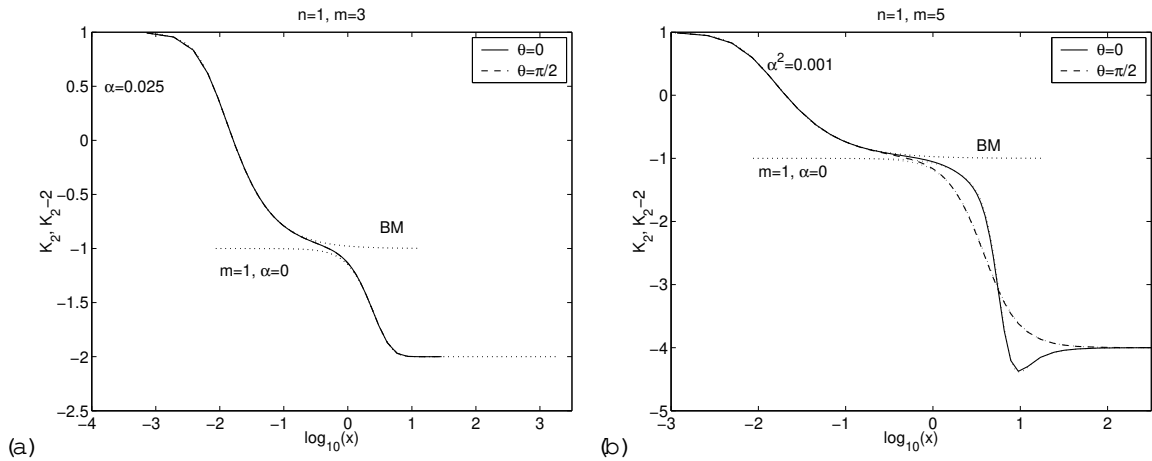 n=1, m=3
1
0.5
0
−0.5
−1
−1.5
−2
−2.5
K2, K2−2
θ=0
θ=π/2
α=0.025
BM
m=1, α=0
−4 −3 −2 −1 0 1 2 3
log10(x)
(a)
n=1, m=5
1
0
−1
−2
−3
−4
−5
K2, K2−2
θ=0
θ=π/2
α²=0.001
BM
m=1, α=0
−3 −2 −1 0 1 2
log10(x)
(b)